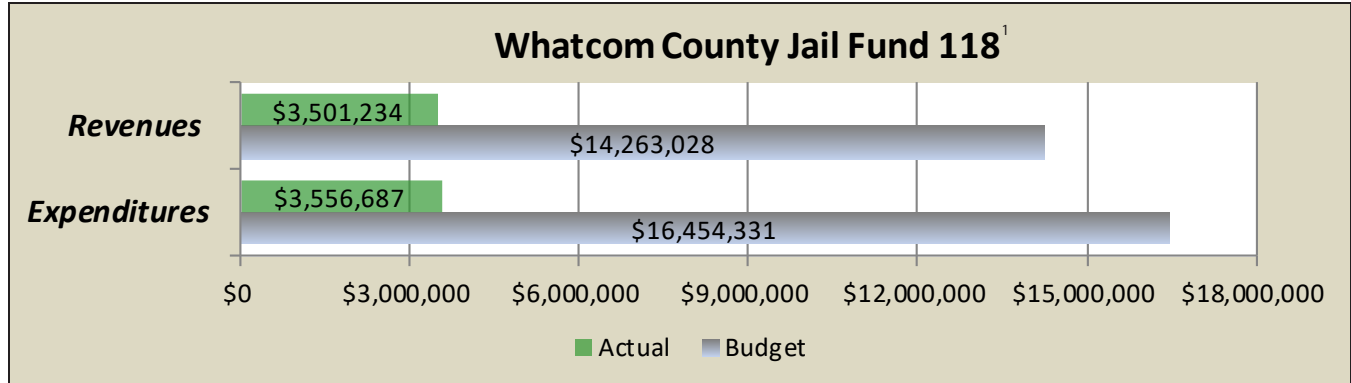 Whatcom County Jail Fund 118¹
Revenues
$3,501,234
$14,263,028
Expenditures
$3,556,687
$16,454,331
$0 $3,000,000 $6,000,000 $9,000,000 $12,000,000 $15,000,000 $18,000,000
Actual Budget